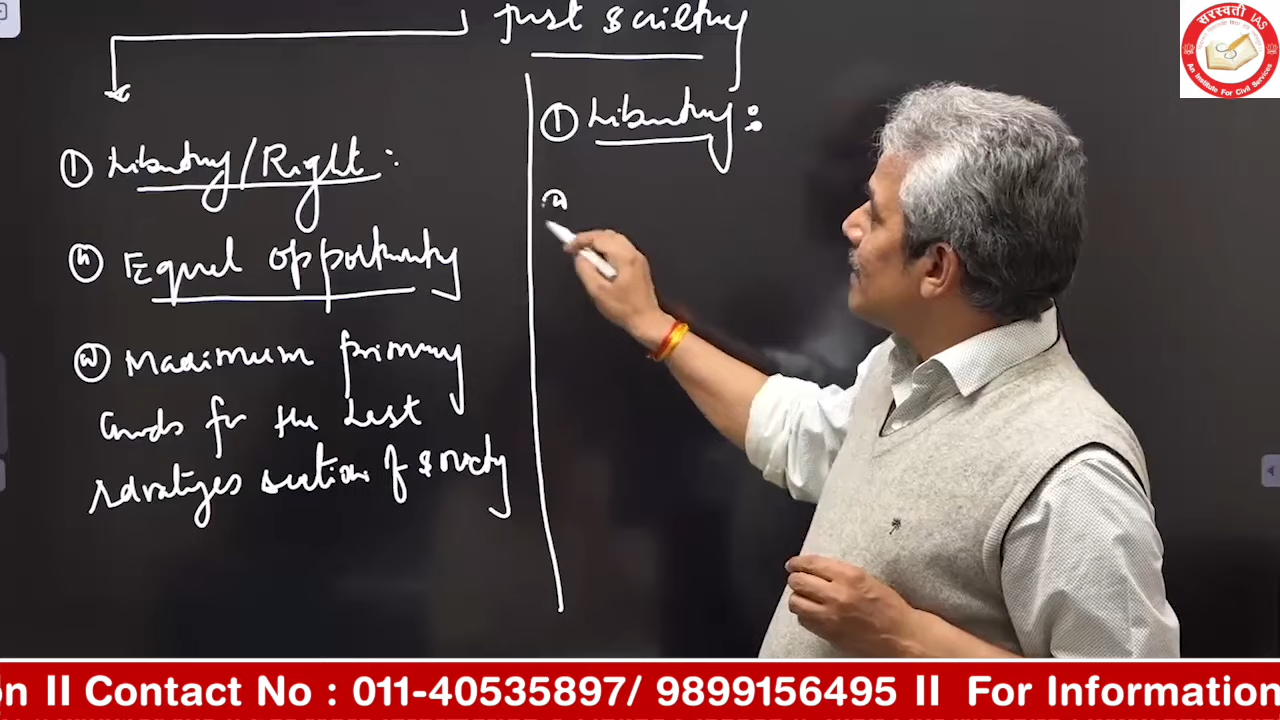 Just society
① Liberty/Right:
② Equal opportunity
③ Maximum primary
Goods for the Least
Advantages section of society
① Liberty:
②
सरस्वती IAS
An Institute For Civil Services
on II Contact No : 011-40535897/ 9899156495 II For Information